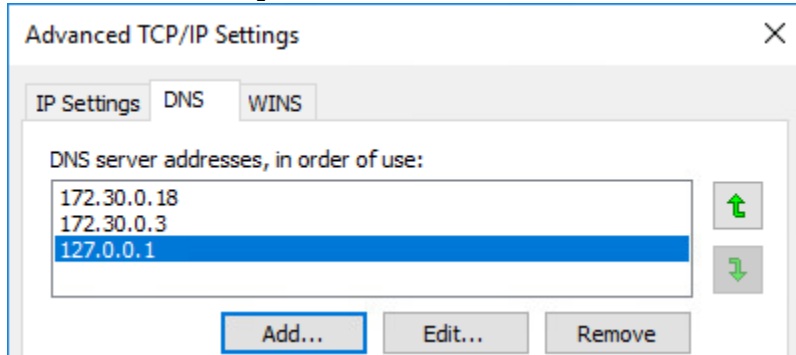 Advanced TCP/IP Settings
IP Settings DNS WINS
DNS server addresses, in order of use:
172.30.0.18
172.30.0.3
127.0.0.1
Add... Edit... Remove